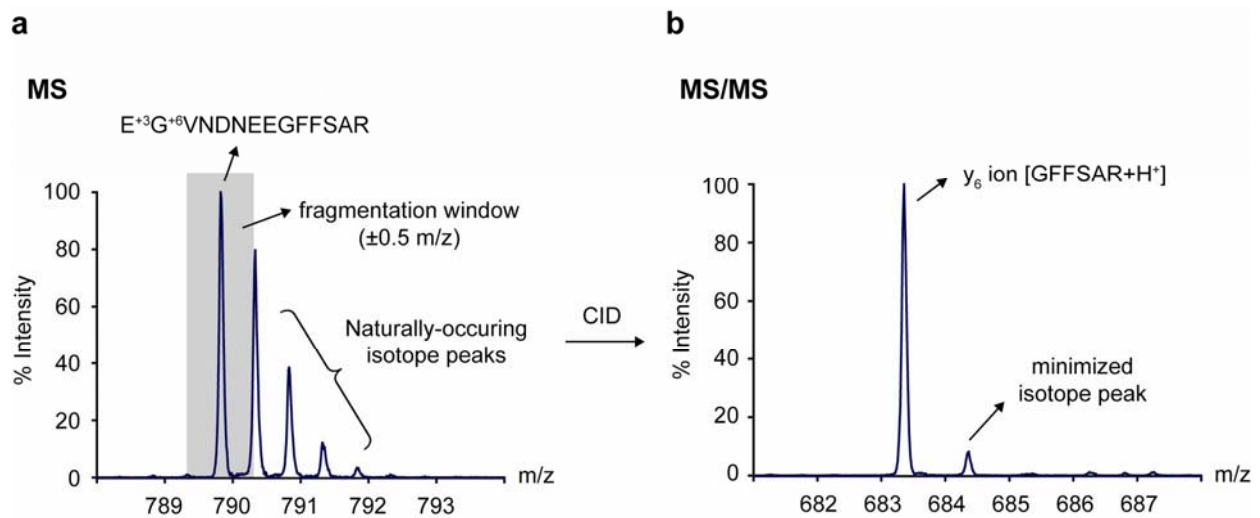 a
MS
E+3G+6VNDNEEGFFSAR
fragmentation window
(±0.5 m/z)
Naturally-occuring
isotope peaks
% Intensity
100
80
60
40
20
0
789 790 791 792 793
m/z
CID
b
MS/MS
y6 ion [GFFSAR+H+]
minimized
isotope peak
% Intensity
100
80
60
40
20
0
682 683 684 685 686 687
m/z